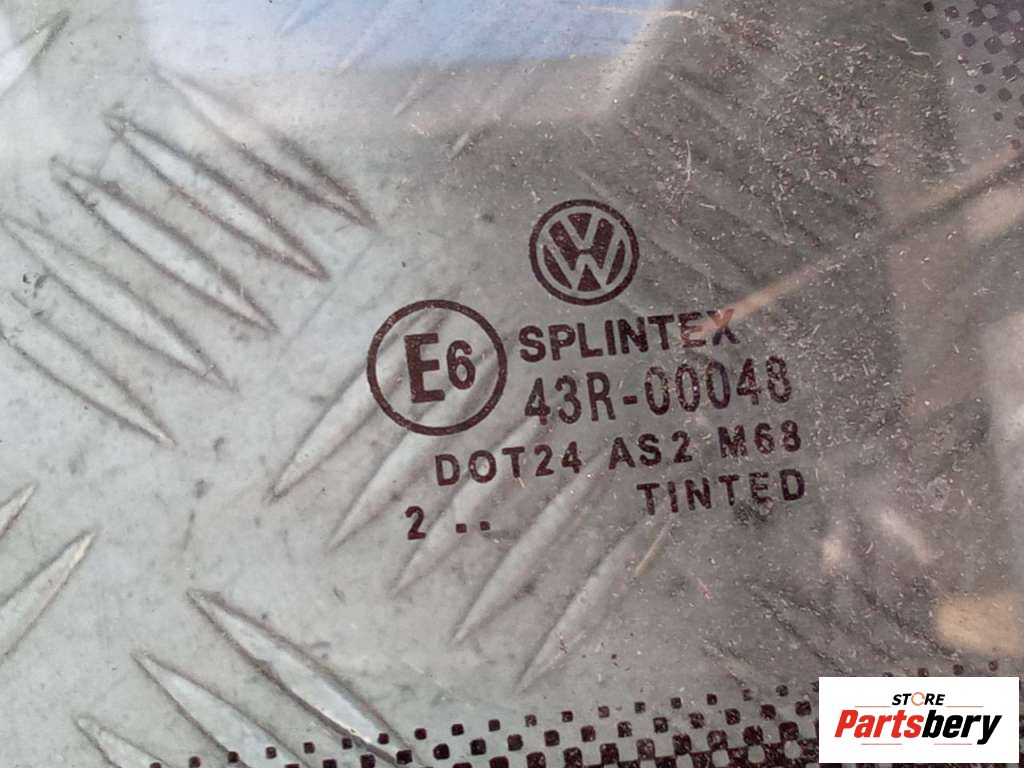 VW
E6 SPLINTEX
43R-00048
DOT24 AS2 M68
2 .. TINTED
STORE
Partsbery